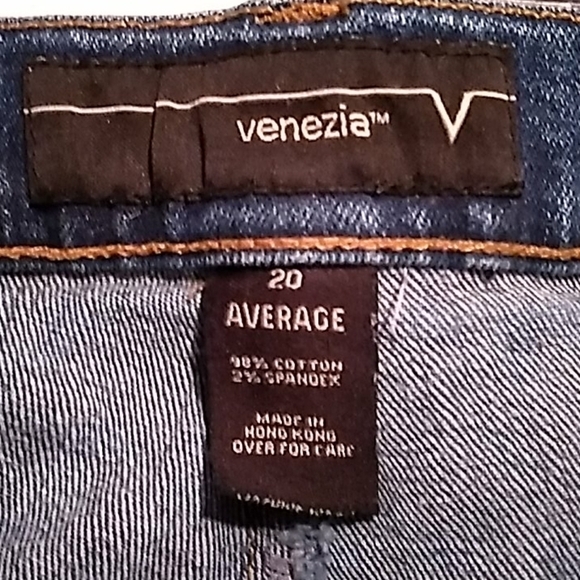 venezia™
20
AVERAGE
98% COTTON
2% SPANDEX
MADE IN
HONG KONG
OVER FOR CARE